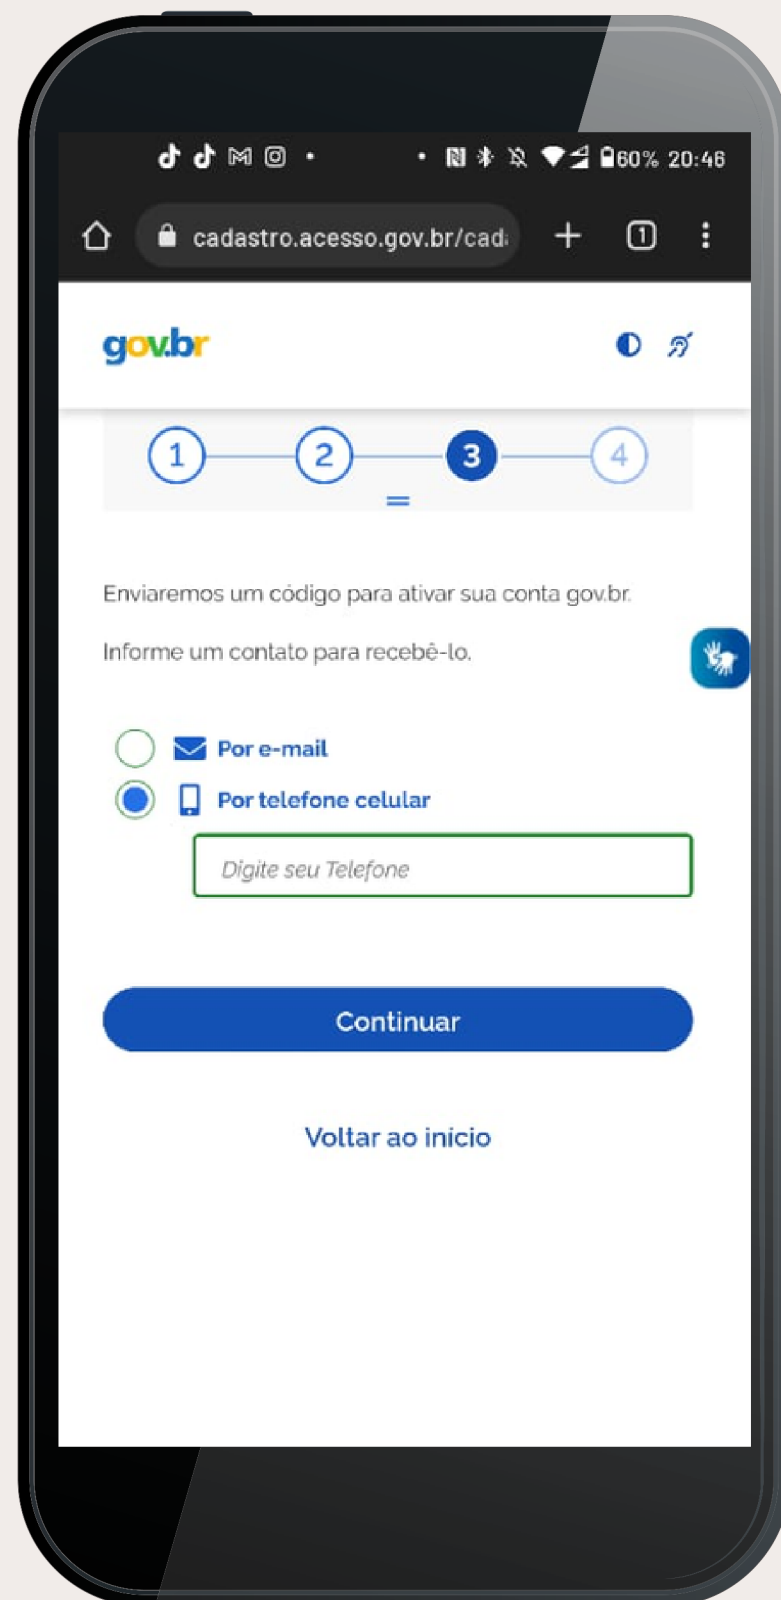 60% 20:46
cadastro.acesso.gov.br/cad
1
gov.br
1 2 3 4
Enviaremos um código para ativar sua conta gov.br.
Informe um contato para recebê-lo.
Por e-mail
Por telefone celular
Digite seu Telefone
Continuar
Voltar ao início